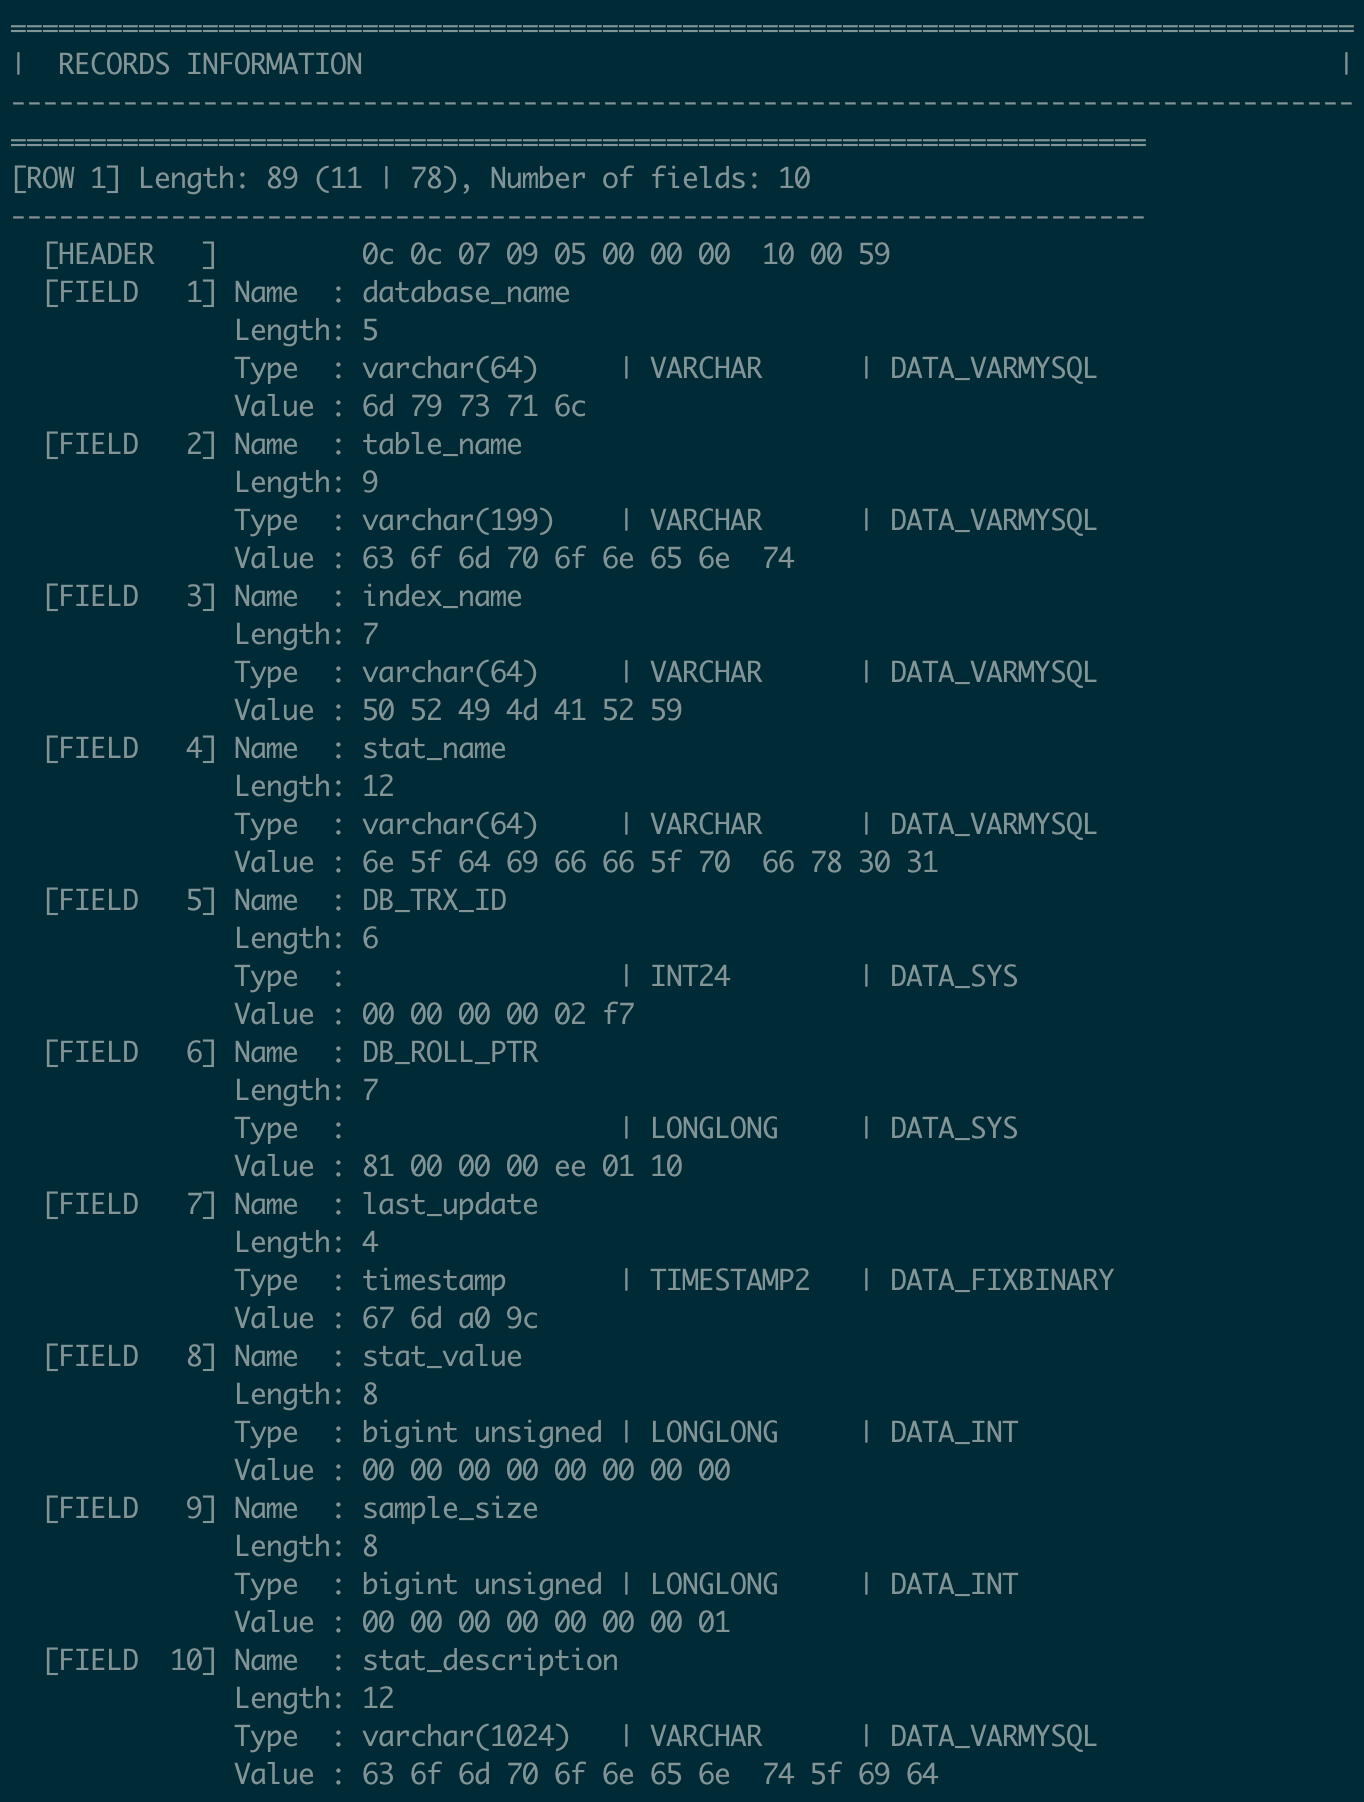 ====================================================================================
|  RECORDS INFORMATION                                                             |
------------------------------------------------------------------------------------
=======================================================================
[ROW 1] Length: 89 (11 | 78), Number of fields: 10
-----------------------------------------------------------------------
  [HEADER   ]         0c 0c 07 09 05 00 00 00  10 00 59
  [FIELD   1] Name  : database_name
              Length: 5
              Type  : varchar(64)     | VARCHAR      | DATA_VARMYSQL
              Value : 6d 79 73 71 6c
  [FIELD   2] Name  : table_name
              Length: 9
              Type  : varchar(199)    | VARCHAR      | DATA_VARMYSQL
              Value : 63 6f 6d 70 6f 6e 65 6e  74
  [FIELD   3] Name  : index_name
              Length: 7
              Type  : varchar(64)     | VARCHAR      | DATA_VARMYSQL
              Value : 50 52 49 4d 41 52 59
  [FIELD   4] Name  : stat_name
              Length: 12
              Type  : varchar(64)     | VARCHAR      | DATA_VARMYSQL
              Value : 6e 5f 64 69 66 66 5f 70  66 78 30 31
  [FIELD   5] Name  : DB_TRX_ID
              Length: 6
              Type  :                 | INT24        | DATA_SYS
              Value : 00 00 00 00 02 f7
  [FIELD   6] Name  : DB_ROLL_PTR
              Length: 7
              Type  :                 | LONGLONG     | DATA_SYS
              Value : 81 00 00 00 ee 01 10
  [FIELD   7] Name  : last_update
              Length: 4
              Type  : timestamp       | TIMESTAMP2   | DATA_FIXBINARY
              Value : 67 6d a0 9c
  [FIELD   8] Name  : stat_value
              Length: 8
              Type  : bigint unsigned | LONGLONG     | DATA_INT
              Value : 00 00 00 00 00 00 00 00
  [FIELD   9] Name  : sample_size
              Length: 8
              Type  : bigint unsigned | LONGLONG     | DATA_INT
              Value : 00 00 00 00 00 00 00 01
  [FIELD  10] Name  : stat_description
              Length: 12
              Type  : varchar(1024)   | VARCHAR      | DATA_VARMYSQL
              Value : 63 6f 6d 70 6f 6e 65 6e  74 5f 69 64